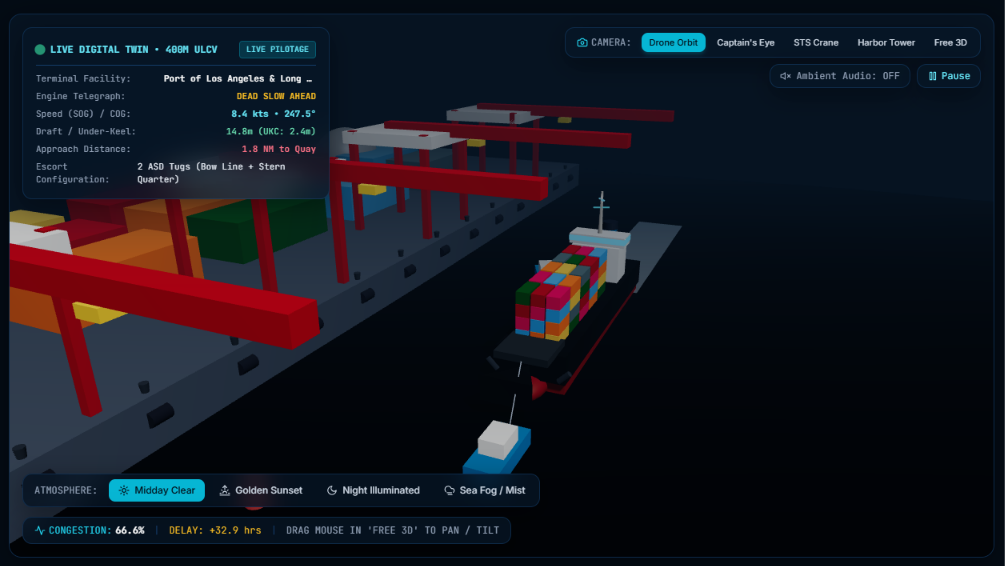 LIVE DIGITAL TWIN • 400M ULCV
LIVE PILOTAGE
Terminal Facility: Port of Los Angeles & Long …
Engine Telegraph: DEAD SLOW AHEAD
Speed (SOG) / COG: 8.4 kts • 247.5°
Draft / Under-Keel: 14.8m (UKC: 2.4m)
Approach Distance: 1.8 NM to Quay
Escort Configuration: 2 ASD Tugs (Bow Line + Stern Quarter)
CAMERA: Drone Orbit Captain's Eye STS Crane Harbor Tower Free 3D
Ambient Audio: OFF Pause
ATMOSPHERE: Midday Clear Golden Sunset Night Illuminated Sea Fog / Mist
CONGESTION: 66.6% | DELAY: +32.9 hrs | DRAG MOUSE IN 'FREE 3D' TO PAN / TILT